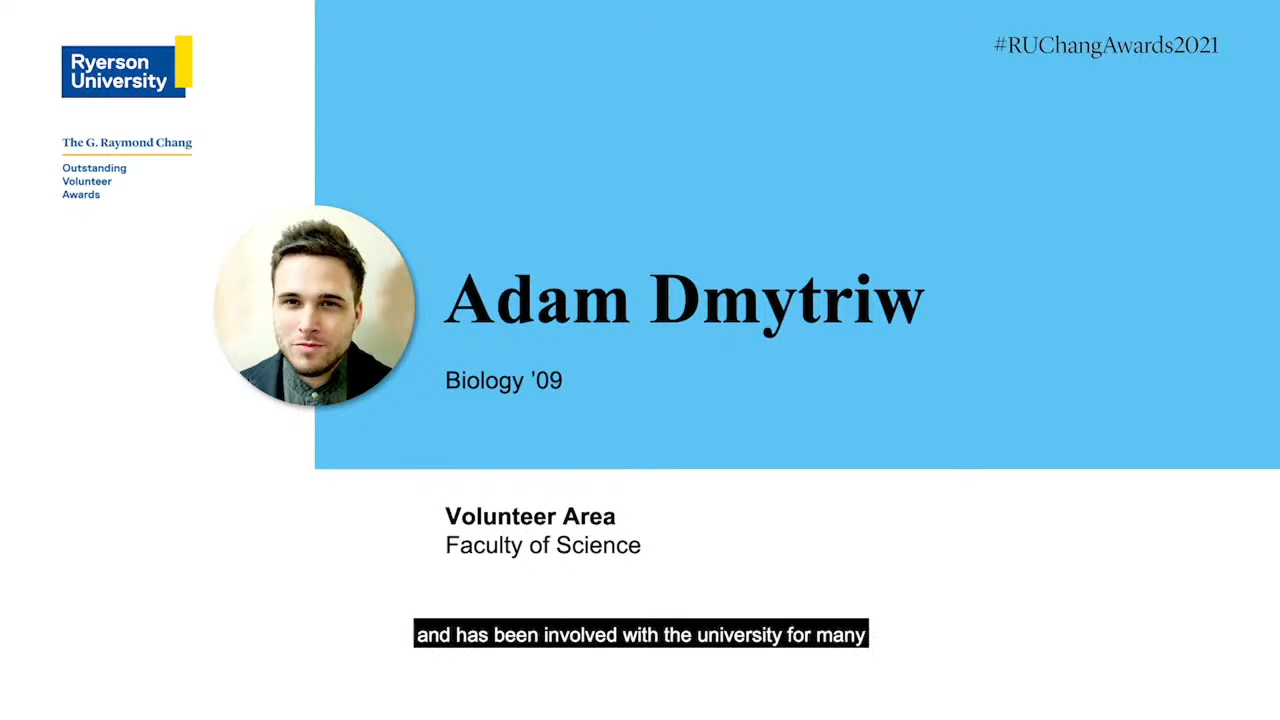 Ryerson
University
#RUChangAwards2021
The G. Raymond Chang
Outstanding
Volunteer
Awards
Adam Dmytriw
Biology '09
Volunteer Area
Faculty of Science
and has been involved with the university for many